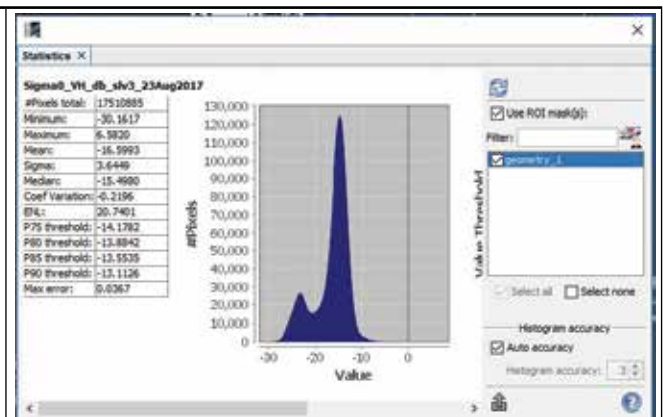 Statistics ×
Sigma0_VH_db_slv3_23Aug2017
#Pixels total: 17510885
Minimum: -30.1617
Maximum: 6.5820
Mean: -16.5993
Sigma: 3.6449
Median: -15.4980
Coef Variation: -0.2196
ENL: 20.7401
P75 threshold: -14.1782
P80 threshold: -13.8842
P85 threshold: -13.5535
P90 threshold: -13.1126
Max error: 0.0367
130,000
120,000
110,000
100,000
90,000
80,000
70,000
60,000
50,000
40,000
30,000
20,000
10,000
0
#Pixels
-30 -20 -10 0
Value
Value Threshold
Use ROI mask(s):
Filter:
geometry_1
Select all Select none
Histogram accuracy
Auto accuracy
Histogram accuracy: 3